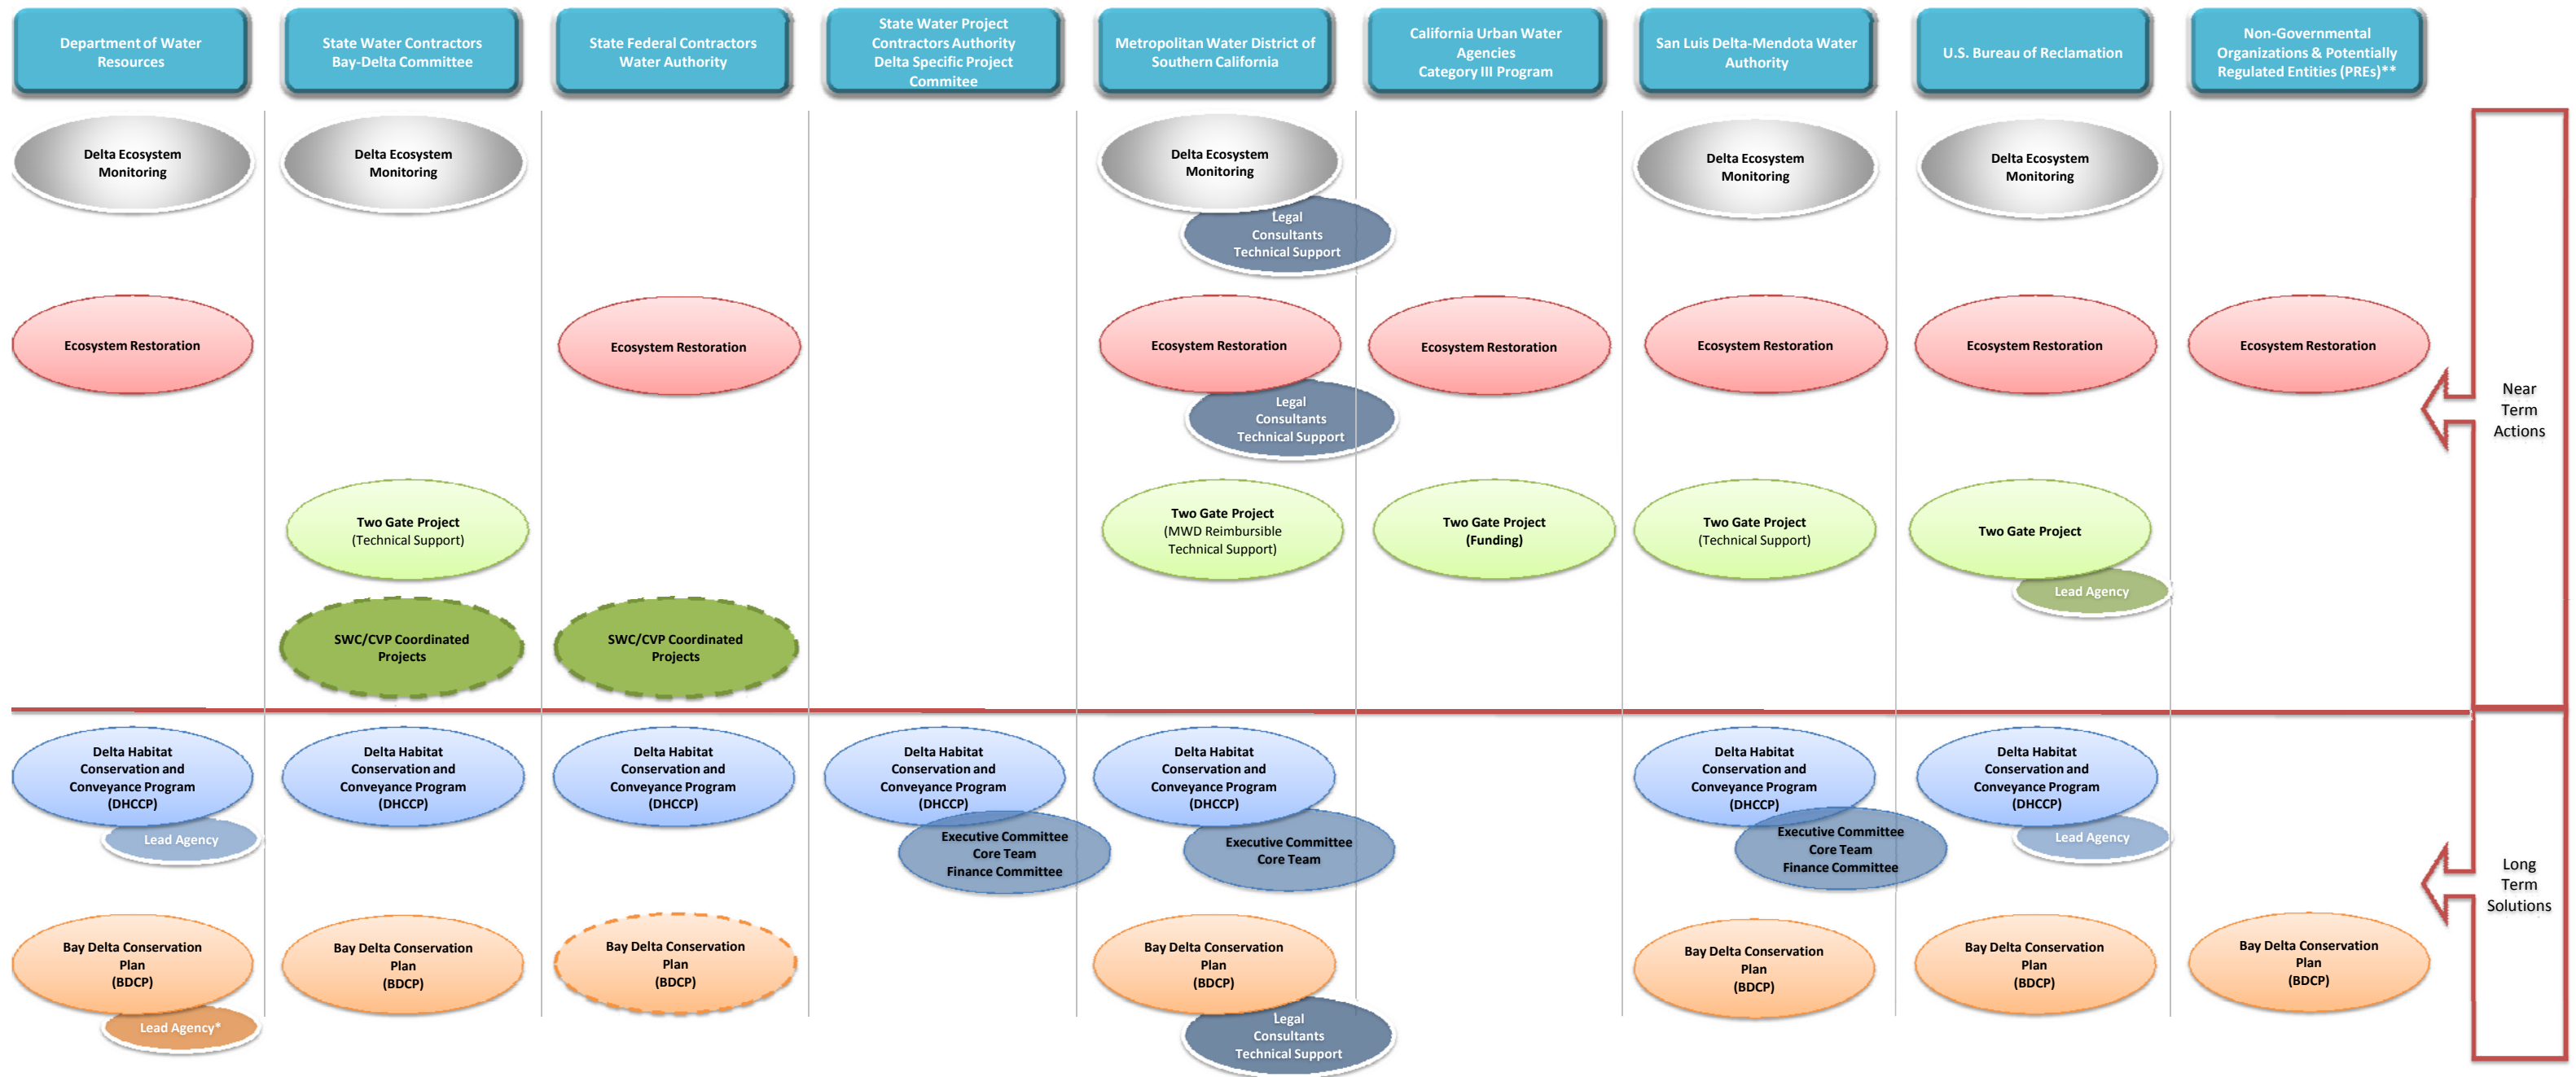 Department of Water
Resources
State Water Contractors
Bay-Delta Committee
State Federal Contractors
Water Authority
State Water Project
Contractors Authority
Delta Specific Project
Commitee
Metropolitan Water District of
Southern California
California Urban Water
Agencies
Category III Program
San Luis Delta-Mendota Water
Authority
U.S. Bureau of Reclamation
Non-Governmental
Organizations & Potentially
Regulated Entities (PREs)**
Delta Ecosystem
Monitoring
Delta Ecosystem
Monitoring
Delta Ecosystem
Monitoring
Legal
Consultants
Technical Support
Delta Ecosystem
Monitoring
Delta Ecosystem
Monitoring
Ecosystem Restoration
Ecosystem Restoration
Ecosystem Restoration
Legal
Consultants
Technical Support
Ecosystem Restoration
Ecosystem Restoration
Ecosystem Restoration
Ecosystem Restoration
Near
Term
Actions
Two Gate Project
(Technical Support)
Two Gate Project
(MWD Reimbursible
Technical Support)
Two Gate Project
(Funding)
Two Gate Project
(Technical Support)
Two Gate Project
Lead Agency
SWC/CVP Coordinated
Projects
SWC/CVP Coordinated
Projects
Delta Habitat
Conservation and
Conveyance Program
(DHCCP)
Lead Agency
Delta Habitat
Conservation and
Conveyance Program
(DHCCP)
Delta Habitat
Conservation and
Conveyance Program
(DHCCP)
Delta Habitat
Conservation and
Conveyance Program
(DHCCP)
Executive Committee
Core Team
Finance Committee
Delta Habitat
Conservation and
Conveyance Program
(DHCCP)
Executive Committee
Core Team
Delta Habitat
Conservation and
Conveyance Program
(DHCCP)
Executive Committee
Core Team
Finance Committee
Delta Habitat
Conservation and
Conveyance Program
(DHCCP)
Lead Agency
Long
Term
Solutions
Bay Delta Conservation
Plan
(BDCP)
Lead Agency*
Bay Delta Conservation
Plan
(BDCP)
Bay Delta Conservation
Plan
(BDCP)
Bay Delta Conservation
Plan
(BDCP)
Legal
Consultants
Technical Support
Bay Delta Conservation
Plan
(BDCP)
Bay Delta Conservation
Plan
(BDCP)
Bay Delta Conservation
Plan
(BDCP)